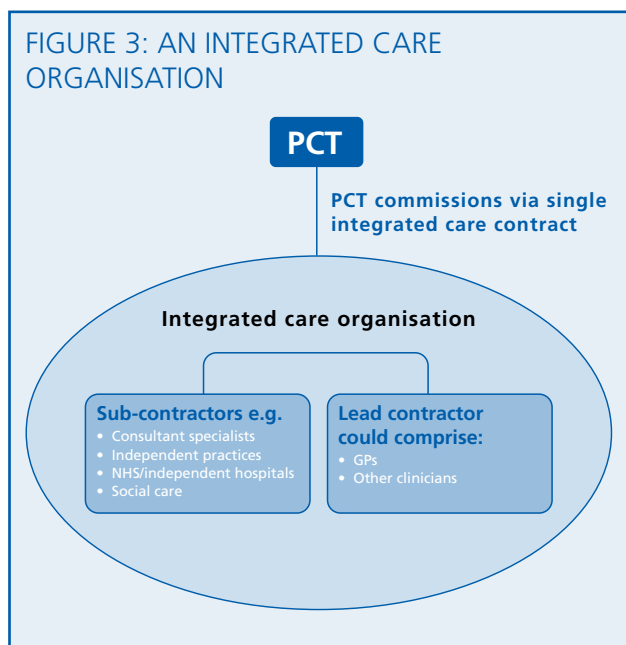 FIGURE 3: AN INTEGRATED CARE
ORGANISATION
PCT
PCT commissions via single
integrated care contract
Integrated care organisation
Sub-contractors e.g.
• Consultant specialists
• Independent practices
• NHS/independent hospitals
• Social care
Lead contractor
could comprise:
• GPs
• Other clinicians